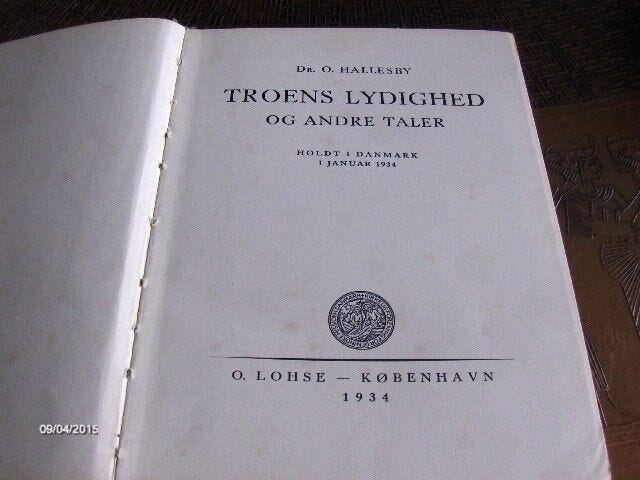 DR. O. HALLESBY
TROENS LYDIGHED
OG ANDRE TALER
HOLDT I DANMARK
I JANUAR 1934
O. LOHSE — KØBENHAVN
1934
09/04/2015